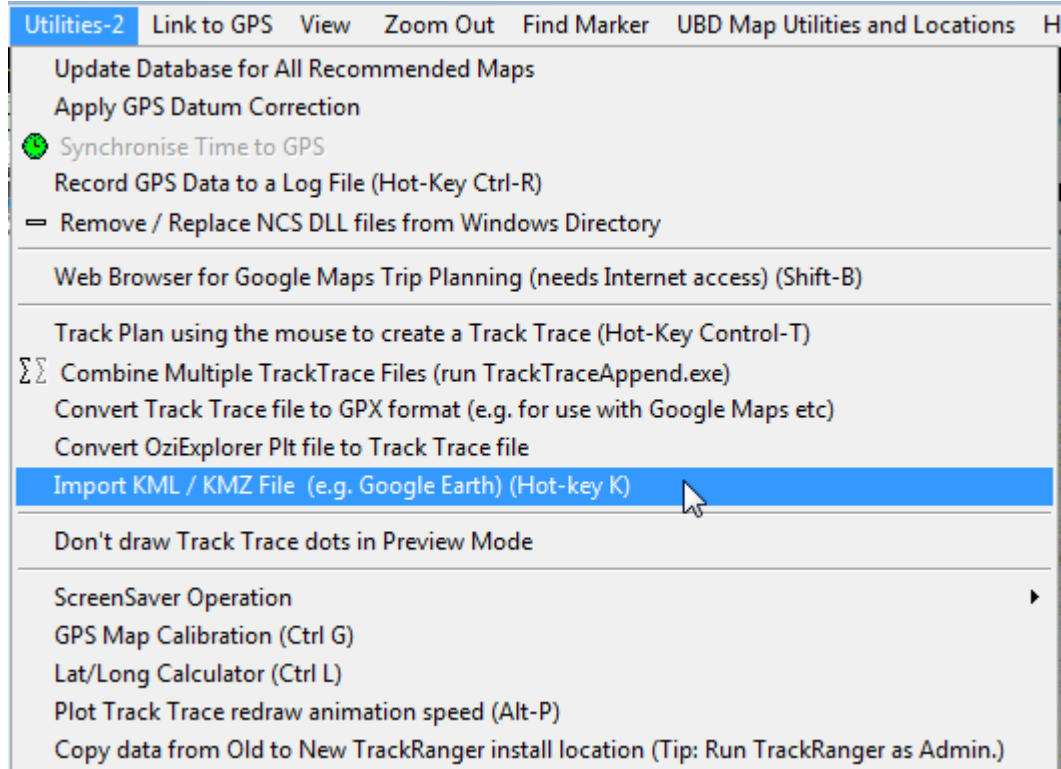 Utilities-2 Link to GPS View Zoom Out Find Marker UBD Map Utilities and Locations H
Update Database for All Recommended Maps
Apply GPS Datum Correction
Synchronise Time to GPS
Record GPS Data to a Log File (Hot-Key Ctrl-R)
Remove / Replace NCS DLL files from Windows Directory
Web Browser for Google Maps Trip Planning (needs Internet access) (Shift-B)
Track Plan using the mouse to create a Track Trace (Hot-Key Control-T)
ΣΣ Combine Multiple TrackTrace Files (run TrackTraceAppend.exe)
Convert Track Trace file to GPX format (e.g. for use with Google Maps etc)
Convert OziExplorer Plt file to Track Trace file
Import KML / KMZ File (e.g. Google Earth) (Hot-key K)
Don't draw Track Trace dots in Preview Mode
ScreenSaver Operation
GPS Map Calibration (Ctrl G)
Lat/Long Calculator (Ctrl L)
Plot Track Trace redraw animation speed (Alt-P)
Copy data from Old to New TrackRanger install location (Tip: Run TrackRanger as Admin.)